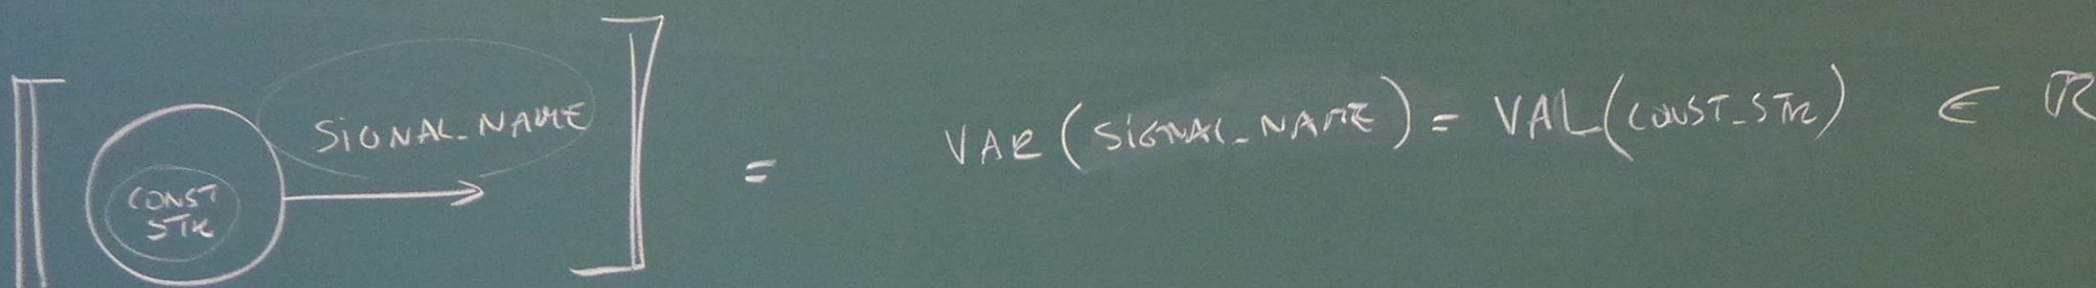 SIGNAL_NAME
CONST
STR
= VAR(SIGNAL_NAME) = VAL(CONST_STR) ∈ ℝ